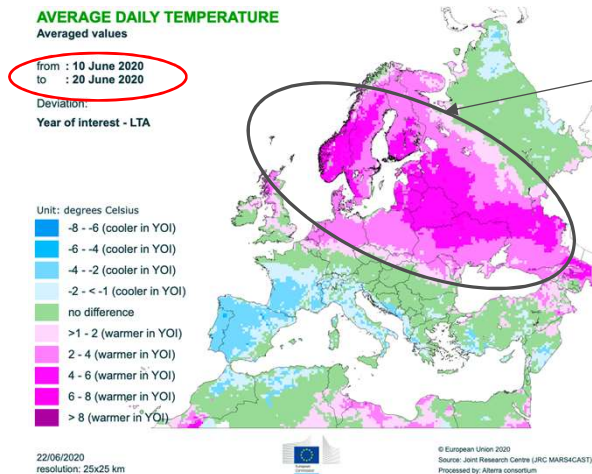 AVERAGE DAILY TEMPERATURE
Averaged values
from : 10 June 2020
to : 20 June 2020
Deviation:
Year of interest - LTA
Unit: degrees Celsius
-8 - -6 (cooler in YOI)
-6 - -4 (cooler in YOI)
-4 - -2 (cooler in YOI)
-2 - < -1 (cooler in YOI)
no difference
>1 - 2 (warmer in YOI)
2 - 4 (warmer in YOI)
4 - 6 (warmer in YOI)
6 - 8 (warmer in YOI)
> 8 (warmer in YOI)
22/06/2020
resolution: 25x25 km
European
Commission
© European Union 2020
Source: Joint Research Centre (JRC MARS4CAST)
Processed by: Alterra consortium